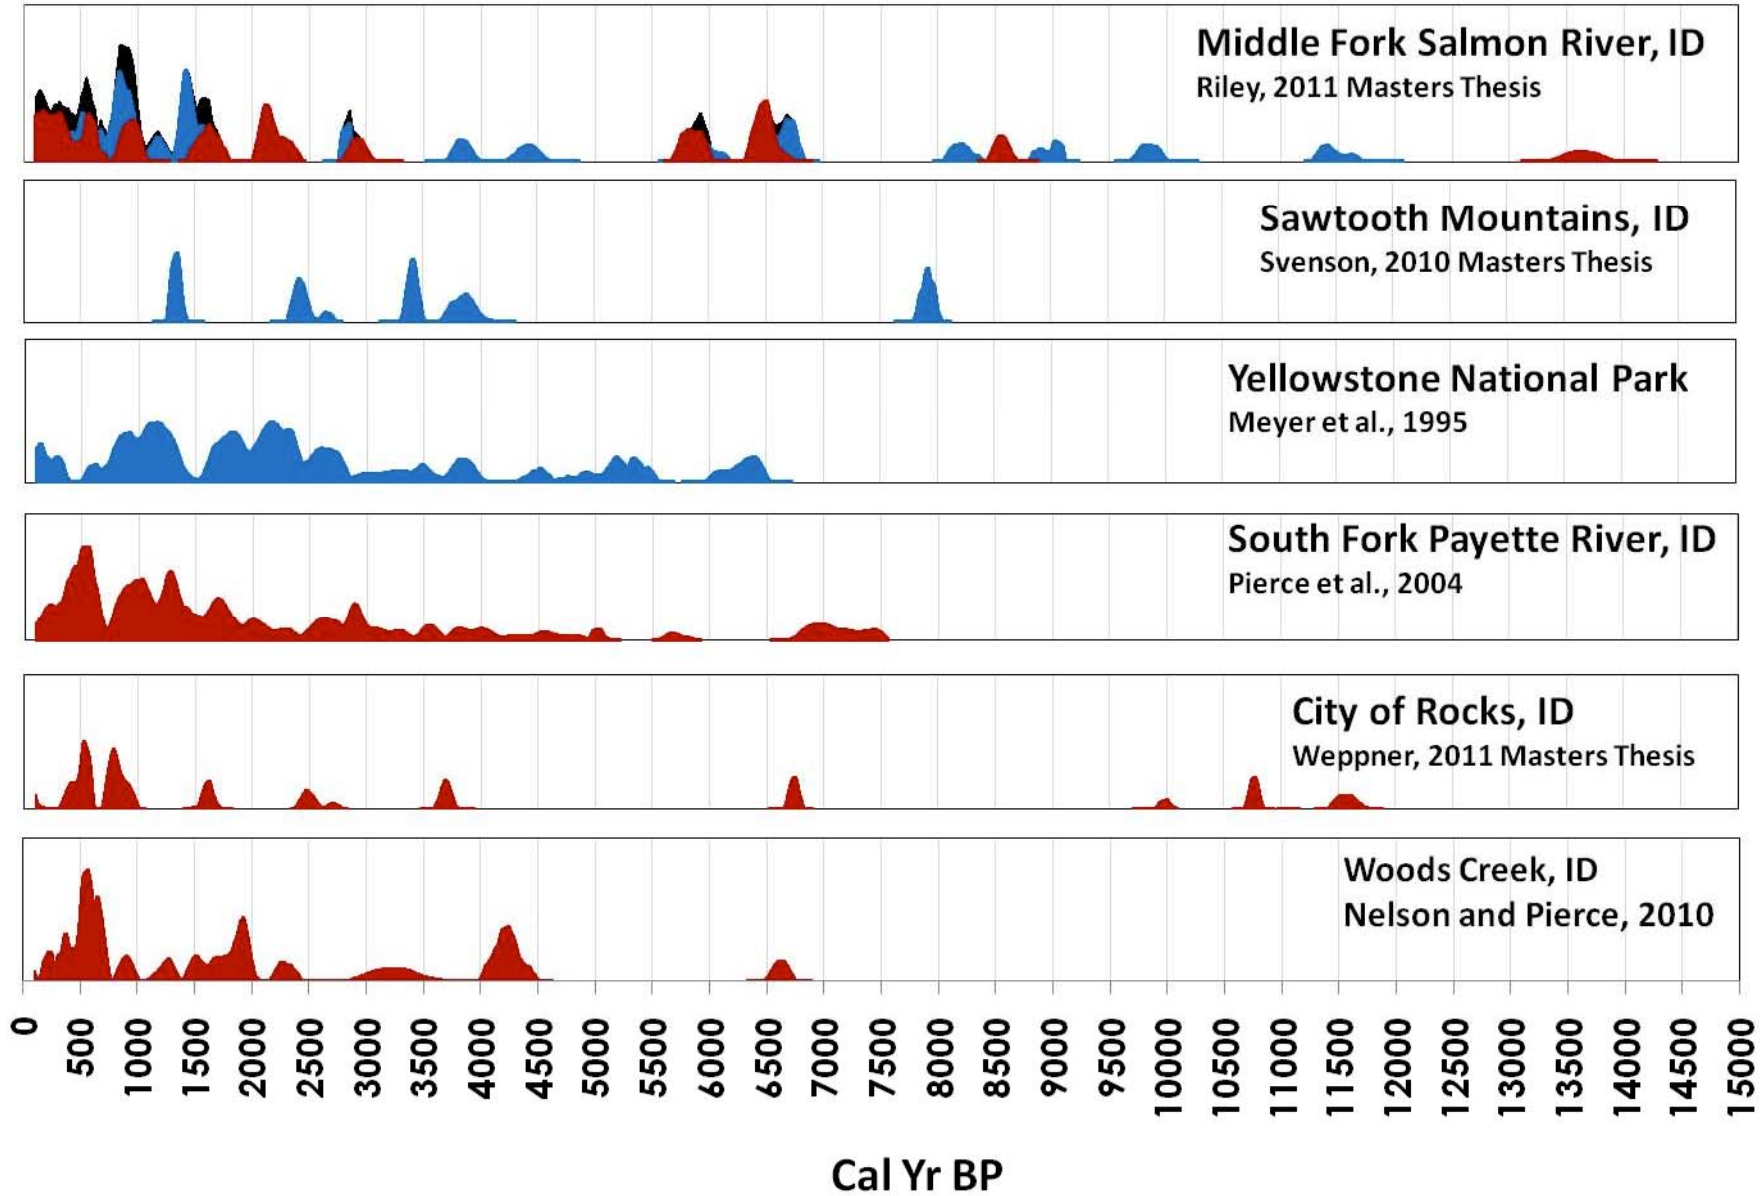 Middle Fork Salmon River, ID
Riley, 2011 Masters Thesis
Sawtooth Mountains, ID
Svenson, 2010 Masters Thesis
Yellowstone National Park
Meyer et al., 1995
South Fork Payette River, ID
Pierce et al., 2004
City of Rocks, ID
Weppner, 2011 Masters Thesis
Woods Creek, ID
Nelson and Pierce, 2010
0 500 1000 1500 2000 2500 3000 3500 4000 4500 5000 5500 6000 6500 7000 7500 8000 8500 9000 9500 10000 10500 11000 11500 12000 12500 13000 13500 14000 14500 15000
Cal Yr BP